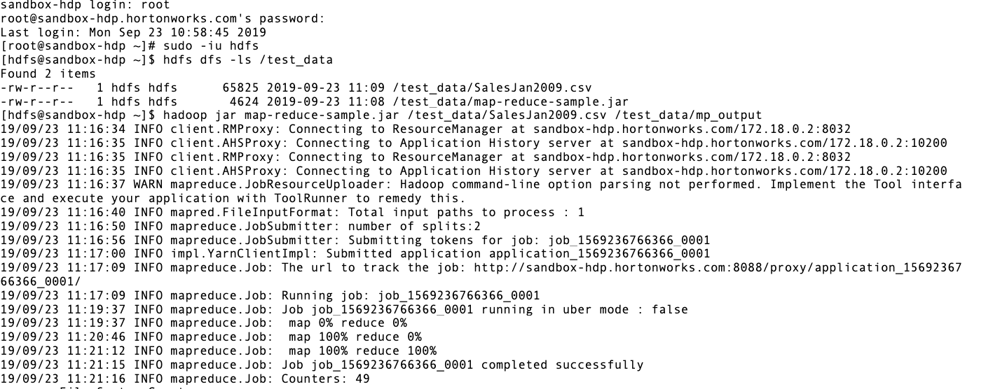 sandbox-hdp login: root
root@sandbox-hdp.hortonworks.com's password:
Last login: Mon Sep 23 10:58:45 2019
[root@sandbox-hdp ~]# sudo -iu hdfs
[hdfs@sandbox-hdp ~]$ hdfs dfs -ls /test_data
Found 2 items
-rw-r--r--   1 hdfs hdfs      65825 2019-09-23 11:09 /test_data/SalesJan2009.csv
-rw-r--r--   1 hdfs hdfs       4624 2019-09-23 11:08 /test_data/map-reduce-sample.jar
[hdfs@sandbox-hdp ~]$ hadoop jar map-reduce-sample.jar /test_data/SalesJan2009.csv /test_data/mp_output
19/09/23 11:16:34 INFO client.RMProxy: Connecting to ResourceManager at sandbox-hdp.hortonworks.com/172.18.0.2:8032
19/09/23 11:16:35 INFO client.AHSProxy: Connecting to Application History server at sandbox-hdp.hortonworks.com/172.18.0.2:10200
19/09/23 11:16:35 INFO client.RMProxy: Connecting to ResourceManager at sandbox-hdp.hortonworks.com/172.18.0.2:8032
19/09/23 11:16:35 INFO client.AHSProxy: Connecting to Application History server at sandbox-hdp.hortonworks.com/172.18.0.2:10200
19/09/23 11:16:37 WARN mapreduce.JobResourceUploader: Hadoop command-line option parsing not performed. Implement the Tool interfa
ce and execute your application with ToolRunner to remedy this.
19/09/23 11:16:40 INFO mapred.FileInputFormat: Total input paths to process : 1
19/09/23 11:16:50 INFO mapreduce.JobSubmitter: number of splits:2
19/09/23 11:16:56 INFO mapreduce.JobSubmitter: Submitting tokens for job: job_1569236766366_0001
19/09/23 11:17:00 INFO impl.YarnClientImpl: Submitted application application_1569236766366_0001
19/09/23 11:17:09 INFO mapreduce.Job: The url to track the job: http://sandbox-hdp.hortonworks.com:8088/proxy/application_15692367
66366_0001/
19/09/23 11:17:09 INFO mapreduce.Job: Running job: job_1569236766366_0001
19/09/23 11:19:37 INFO mapreduce.Job: Job job_1569236766366_0001 running in uber mode : false
19/09/23 11:19:37 INFO mapreduce.Job:  map 0% reduce 0%
19/09/23 11:20:46 INFO mapreduce.Job:  map 100% reduce 0%
19/09/23 11:21:12 INFO mapreduce.Job:  map 100% reduce 100%
19/09/23 11:21:15 INFO mapreduce.Job: Job job_1569236766366_0001 completed successfully
19/09/23 11:21:16 INFO mapreduce.Job: Counters: 49